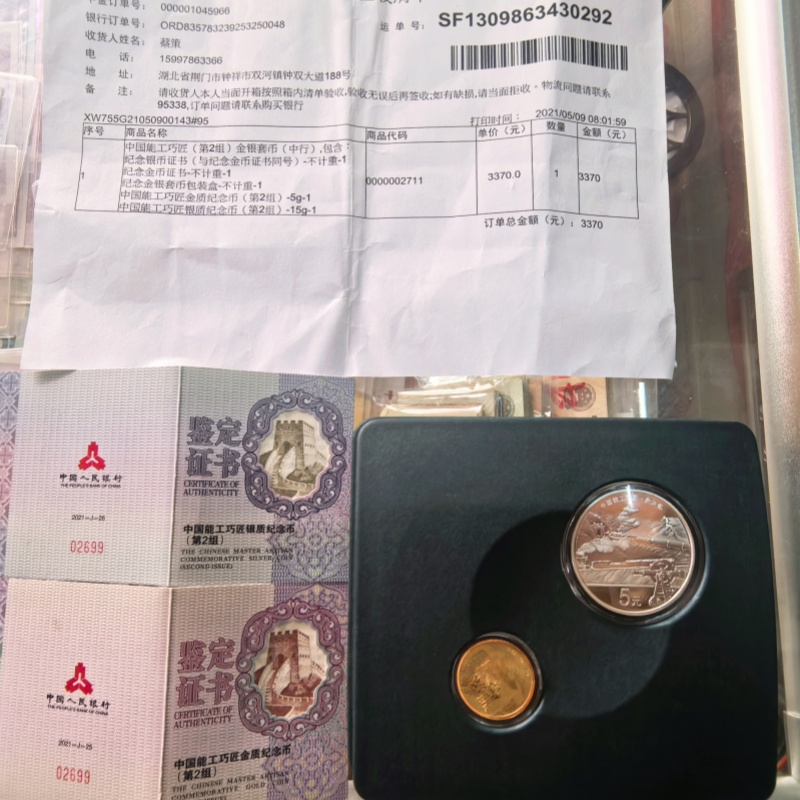 订单号： 000001045966
银行订单号： ORD835783239253250048
运单号： SF1309863430292
收货人姓名： 蔡策
电 话： 15997863366
地 址： 湖北省荆门市钟祥市双河镇钟双大道188号
备 注： 请收货人本人当面开箱按照箱内清单验收,验收无误后再签收;如有缺损,请当面拒收。物流问题请联系
95338,订单问题请联系购买银行
XW755G21050900143#95
打印时间： 2021/05/09 08:01:59
序号 商品名称 商品代码 单价（元） 数量 金额（元）
中国能工巧匠（第2组）金银套币（中行）,包含：
纪念银币证书（与纪念金币证书同号）-不计重-1
纪念金币证书-不计重-1
1 0000002711 3370.0 1 3370
纪念金银套币包装盒-不计重-1
中国能工巧匠金质纪念币（第2组）-5g-1
中国能工巧匠银质纪念币（第2组）-15g-1
订单总金额（元）：3370
中国人民银行
THE PEOPLE'S BANK OF CHINA
2021-J-26
02699
鉴定
证书
CERTIFICATE OF
AUTHENTICITY
中国能工巧匠银质纪念币
（第2组）
THE CHINESE MASTER ARTISAN
COMMEMORATIVE SILVER COIN
(SECOND ISSUE)
5元
中国人民银行
THE PEOPLE'S BANK OF CHINA
2021-J-25
02699
鉴定
证书
CERTIFICATE OF
AUTHENTICITY
中国能工巧匠金质纪念币
（第2组）
THE CHINESE MASTER ARTISAN
COMMEMORATIVE GOLD COIN